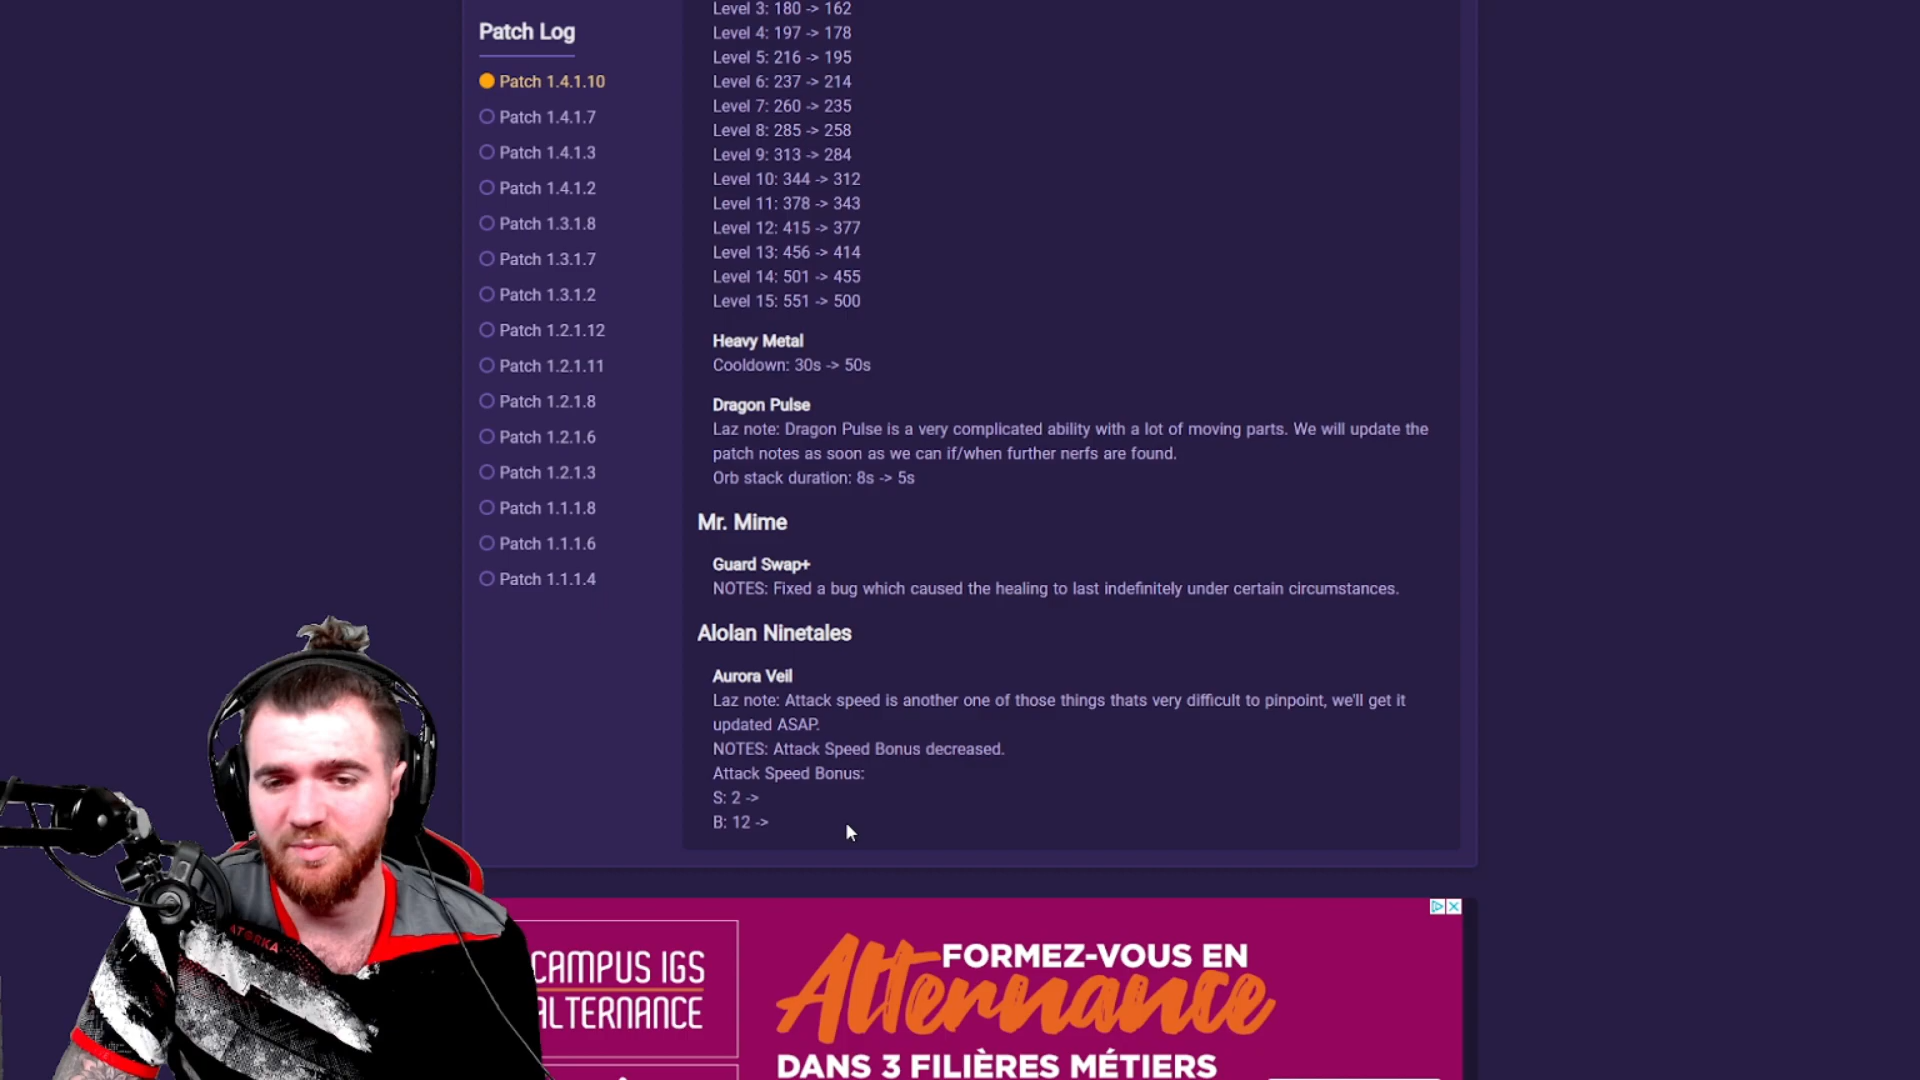 Patch Log
Patch 1.4.1.10
Patch 1.4.1.7
Patch 1.4.1.3
Patch 1.4.1.2
Patch 1.3.1.8
Patch 1.3.1.7
Patch 1.3.1.2
Patch 1.2.1.12
Patch 1.2.1.11
Patch 1.2.1.8
Patch 1.2.1.6
Patch 1.2.1.3
Patch 1.1.1.8
Patch 1.1.1.6
Patch 1.1.1.4
Level 3: 180 -> 162
Level 4: 197 -> 178
Level 5: 216 -> 195
Level 6: 237 -> 214
Level 7: 260 -> 235
Level 8: 285 -> 258
Level 9: 313 -> 284
Level 10: 344 -> 312
Level 11: 378 -> 343
Level 12: 415 -> 377
Level 13: 456 -> 414
Level 14: 501 -> 455
Level 15: 551 -> 500
Heavy Metal
Cooldown: 30s -> 50s
Dragon Pulse
Laz note: Dragon Pulse is a very complicated ability with a lot of moving parts. We will update the
patch notes as soon as we can if/when further nerfs are found.
Orb stack duration: 8s -> 5s
Mr. Mime
Guard Swap+
NOTES: Fixed a bug which caused the healing to last indefinitely under certain circumstances.
Alolan Ninetales
Aurora Veil
Laz note: Attack speed is another one of those things thats very difficult to pinpoint, we'll get it
updated ASAP.
NOTES: Attack Speed Bonus decreased.
Attack Speed Bonus:
S: 2 ->
B: 12 ->
CAMPUS IGS
ALTERNANCE
FORMEZ-VOUS EN
Alternance
DANS 3 FILIÈRES MÉTIERS